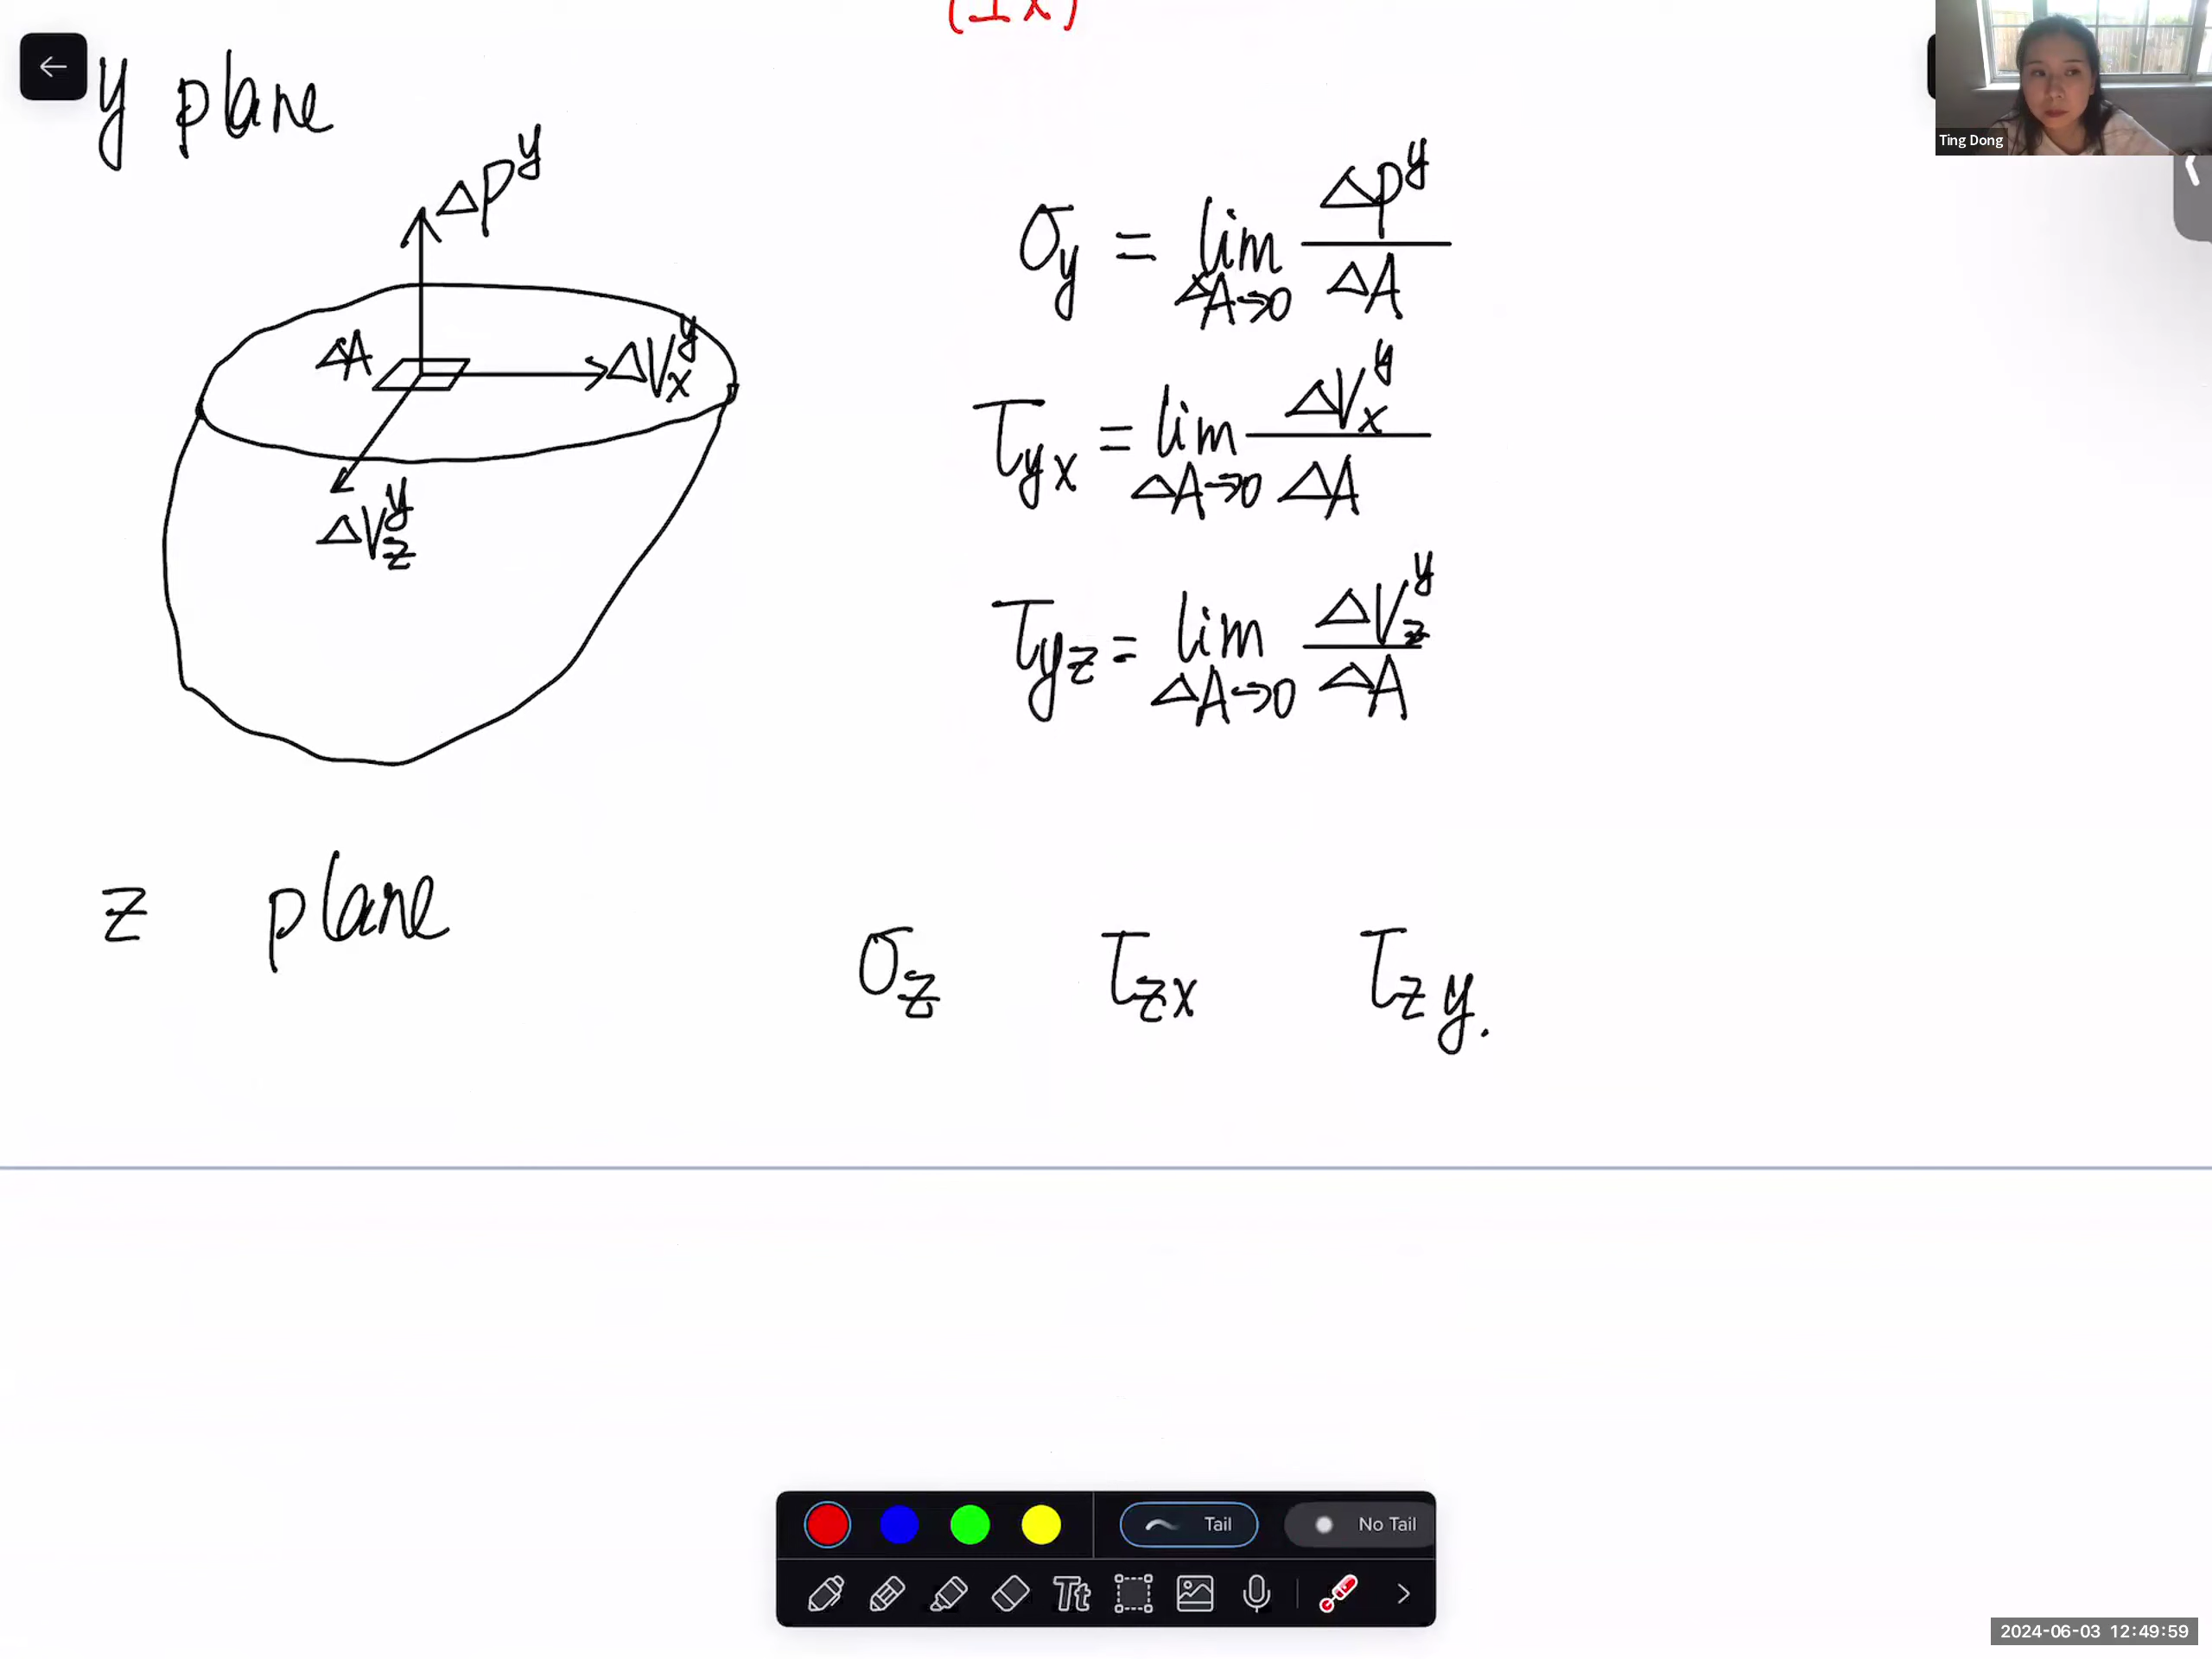 (1x)
y plane
Ting Dong
ΔP^y
σ_y = lim_{ΔA→0} ΔP^y / ΔA
ΔA
ΔV_x^y
τ_yx = lim_{ΔA→0} ΔV_x^y / ΔA
ΔV_z^y
τ_yz = lim_{ΔA→0} ΔV_z^y / ΔA
z plane
σ_z τ_zx τ_zy.
Tail No Tail
Tt
2024-06-03 12:49:59